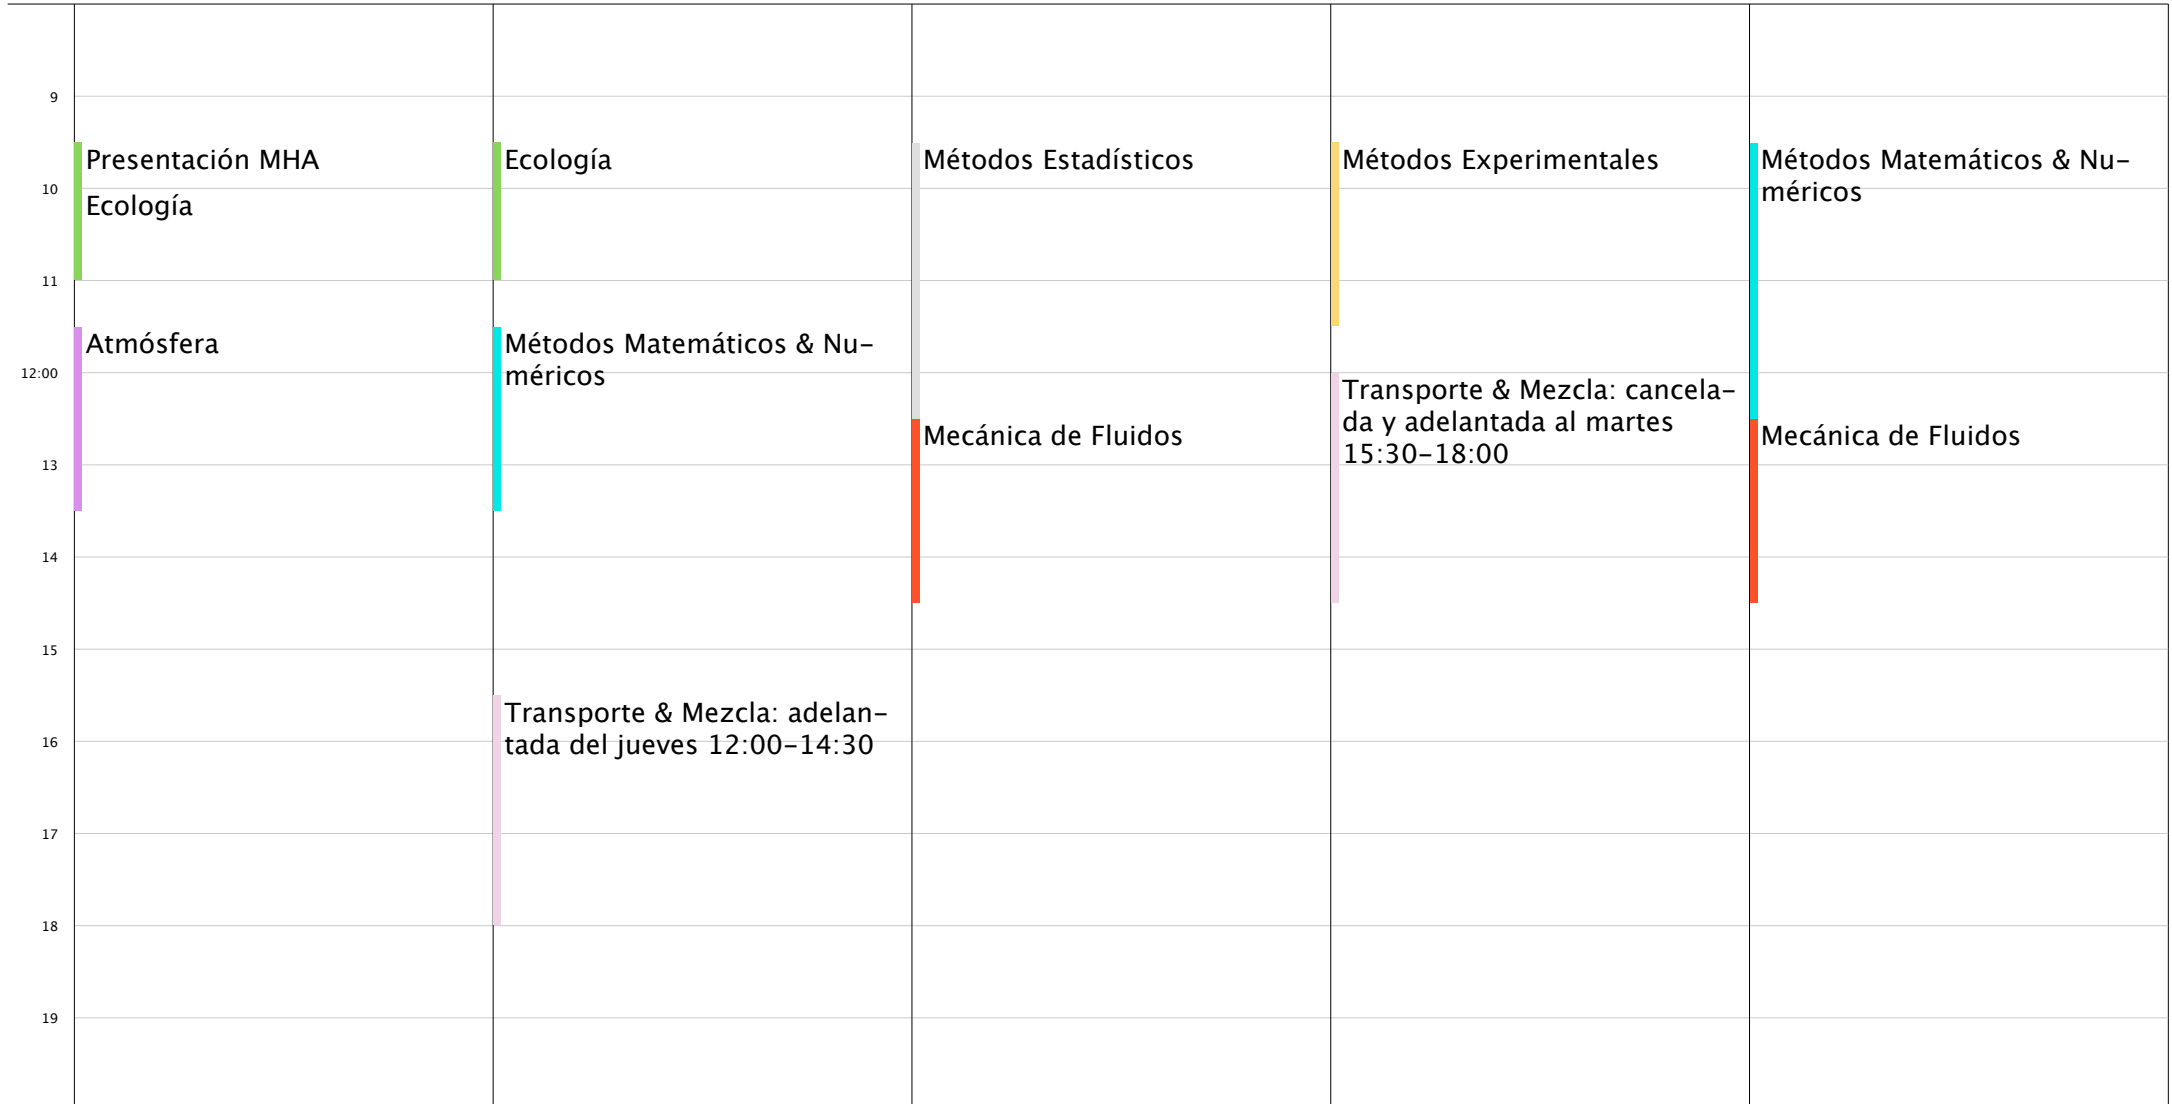 9
10
11
12:00
13
14
15
16
17
18
19
Presentación MHA
Ecología
Atmósfera
Ecología
Métodos Matemáticos & Nu-
méricos
Transporte & Mezcla: adelan-
tada del jueves 12:00-14:30
Métodos Estadísticos
Mecánica de Fluidos
Métodos Experimentales
Transporte & Mezcla: cancela-
da y adelantada al martes
15:30-18:00
Métodos Matemáticos & Nu-
méricos
Mecánica de Fluidos